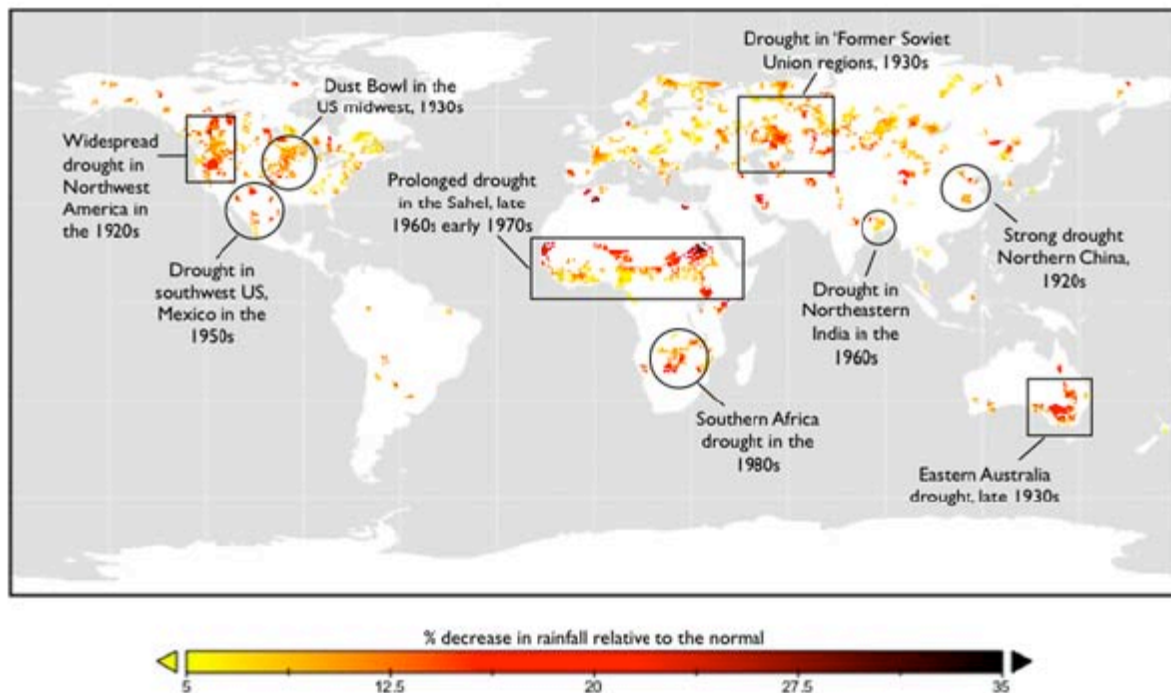 Drought in 'Former Soviet
Union regions, 1930s
Dust Bowl in the
US midwest, 1930s
Widespread
drought in
Northwest
America in
the 1920s
Prolonged drought
in the Sahel, late
1960s early 1970s
Drought in
southwest US,
Mexico in the
1950s
Drought in
Northeastern
India in the
1960s
Strong drought
Northern China,
1920s
Southern Africa
drought in the
1980s
Eastern Australia
drought, late 1930s
% decrease in rainfall relative to the normal
5 12.5 20 27.5 35